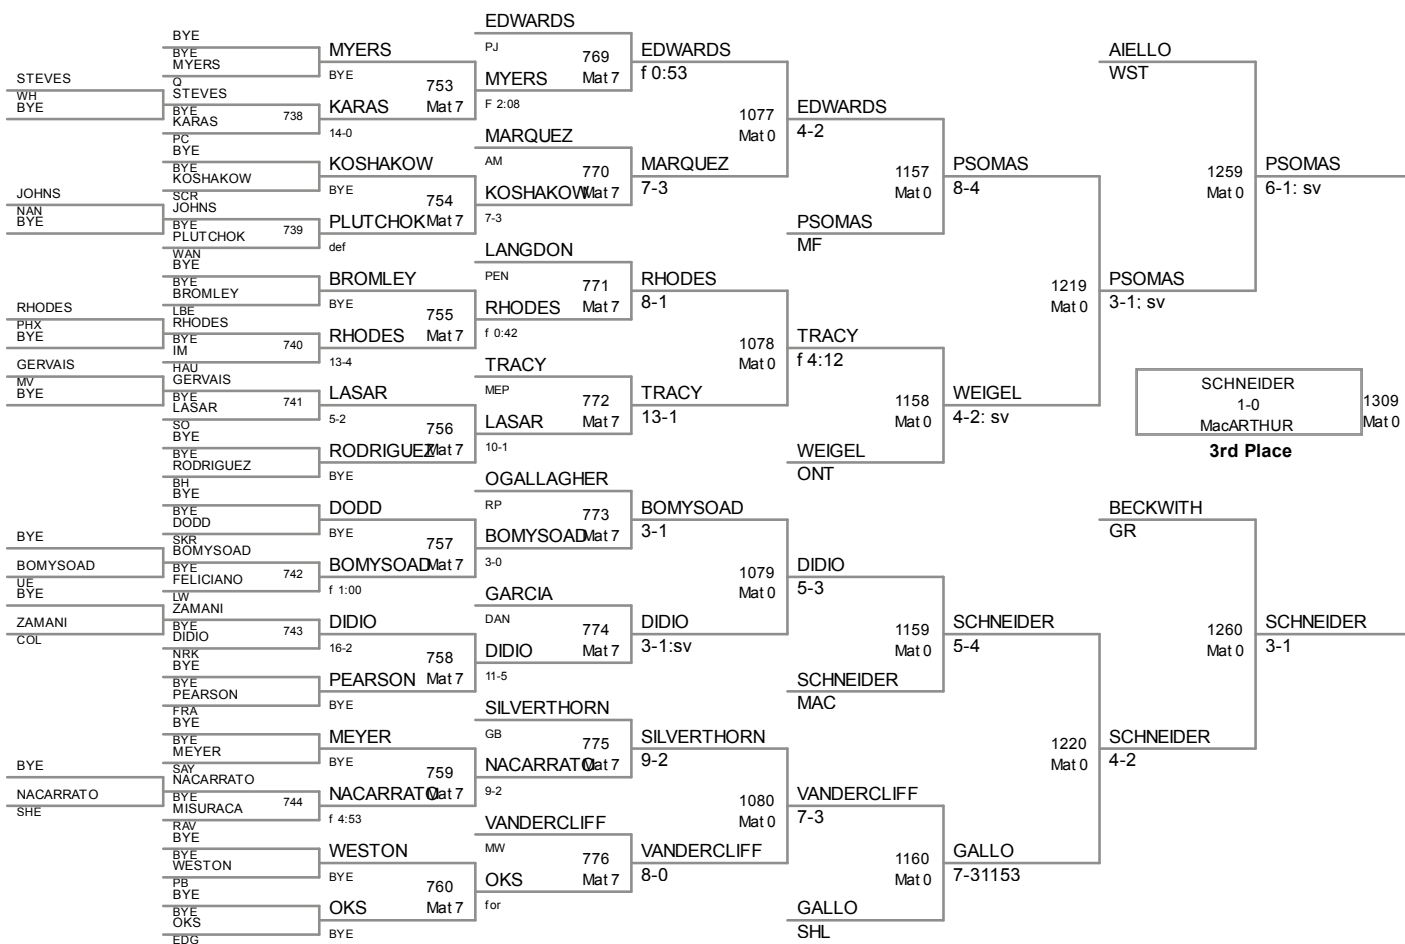 STEVES
WH
BYE
JOHNS
NAN
BYE
RHODES
PHX
BYE
GERVAIS
MV
BYE
BYE
BOMYSOAD
UE
BYE
ZAMANI
COL
BYE
NACARRATO
SHE
BYE
BYE
MYERS
Q
STEVES
BYE
KARAS
738
PC
BYE
BYE
KOSHAKOW
SCR
JOHNS
BYE
PLUTCHOK
739
WAN
BYE
BYE
BROMLEY
LBE
RHODES
BYE
IM
740
HAU
GERVAIS
BYE
LASAR
741
SO
BYE
BYE
RODRIGUEZ
BH
BYE
BYE
DODD
SKR
BOMYSOAD
BYE
FELICIANO
742
LW
ZAMANI
BYE
DIDIO
743
NRK
BYE
BYE
PEARSON
FRA
BYE
BYE
MEYER
SAY
NACARRATO
BYE
MISURACA
744
RAV
BYE
BYE
WESTON
PB
BYE
BYE
OKS
EDG
MYERS
BYE
753
Mat 7
KARAS
14-0
KOSHAKOW
BYE
754
Mat 7
PLUTCHOK
def
BROMLEY
BYE
755
Mat 7
RHODES
13-4
LASAR
5-2
756
Mat 7
RODRIGUEZ
BYE
DODD
BYE
757
Mat 7
BOMYSOAD
f 1:00
DIDIO
16-2
758
Mat 7
PEARSON
BYE
MEYER
BYE
759
Mat 7
NACARRATO
f 4:53
WESTON
BYE
760
Mat 7
OKS
BYE
EDWARDS
PJ
769
Mat 7
MYERS
F 2:08
MARQUEZ
AM
770
Mat 7
KOSHAKOW
7-3
LANGDON
PEN
771
Mat 7
RHODES
f 0:42
TRACY
MEP
772
Mat 7
LASAR
10-1
OGALLAGHER
RP
773
Mat 7
BOMYSOAD
3-0
GARCIA
DAN
774
Mat 7
DIDIO
11-5
SILVERTHORN
GB
775
Mat 7
NACARRATO
9-2
VANDERCLIFF
MW
776
Mat 7
OKS
for
EDWARDS
f 0:53
1077
Mat 0
MARQUEZ
7-3
RHODES
8-1
1078
Mat 0
TRACY
13-1
BOMYSOAD
3-1
1079
Mat 0
DIDIO
3-1:sv
SILVERTHORN
9-2
1080
Mat 0
VANDERCLIFF
8-0
EDWARDS
4-2
1157
Mat 0
PSOMAS
MF
TRACY
f 4:12
1158
Mat 0
WEIGEL
ONT
DIDIO
5-3
1159
Mat 0
SCHNEIDER
MAC
VANDERCLIFF
7-3
1160
Mat 0
GALLO
SHL
PSOMAS
8-4
1219
Mat 0
WEIGEL
4-2: sv
SCHNEIDER
5-4
1220
Mat 0
GALLO
7-31153
AIELLO
WST
1259
Mat 0
PSOMAS
3-1: sv
SCHNEIDER
1-0
MacARTHUR
1309
Mat 0
3rd Place
BECKWITH
GR
1260
Mat 0
SCHNEIDER
4-2
PSOMAS
6-1: sv
SCHNEIDER
3-1